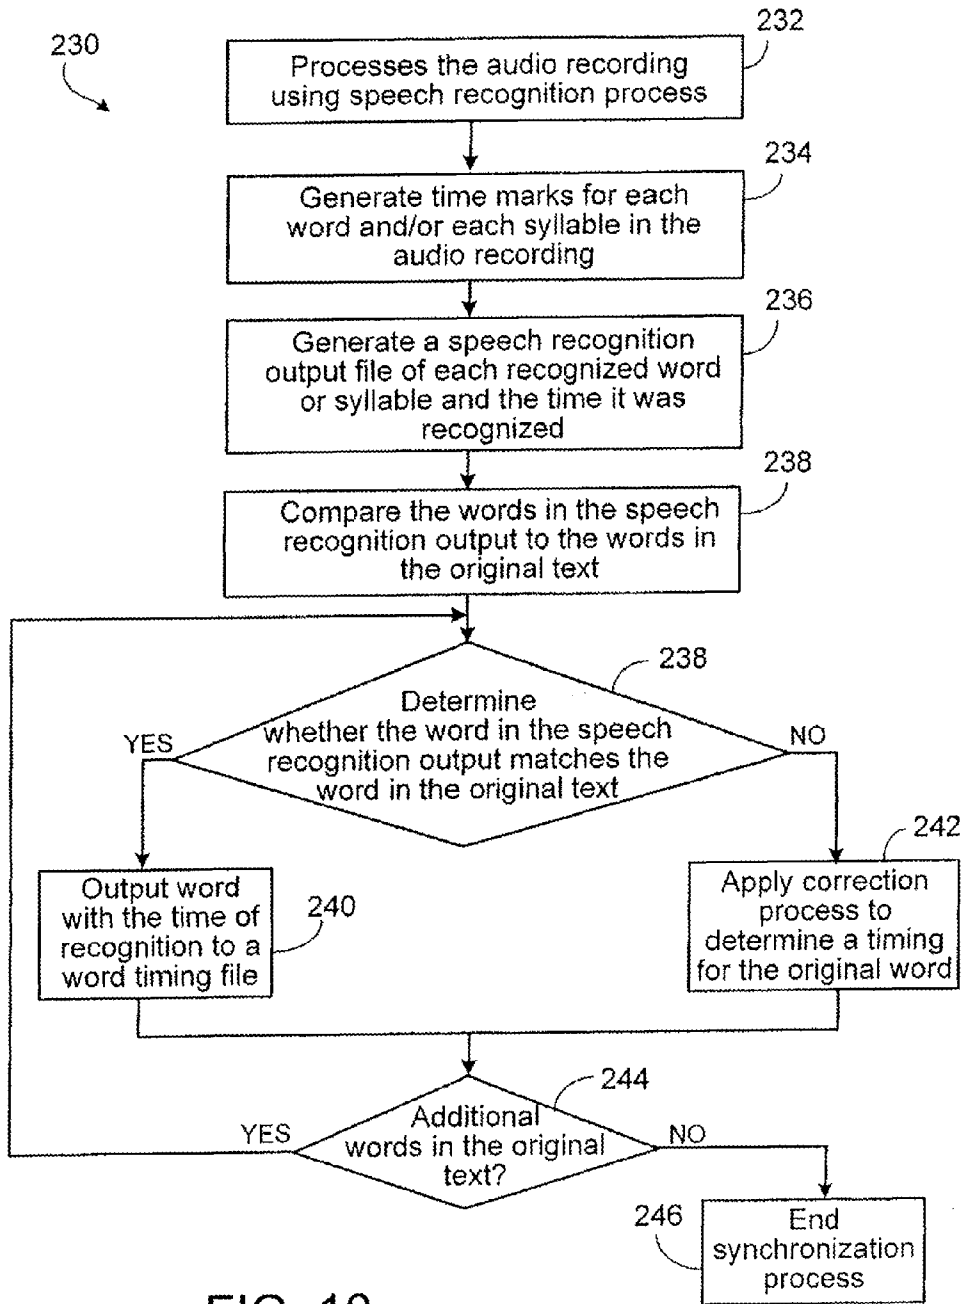 230
232
Processes the audio recording
using speech recognition process
234
Generate time marks for each
word and/or each syllable in the
audio recording
236
Generate a speech recognition
output file of each recognized word
or syllable and the time it was
recognized
238
Compare the words in the speech
recognition output to the words in
the original text
238
Determine
whether the word in the speech
recognition output matches the
word in the original text
YES
NO
240
Output word
with the time of
recognition to a
word timing file
242
Apply correction
process to
determine a timing
for the original word
244
Additional
words in the original
text?
YES
NO
246
End
synchronization
process
FIG.